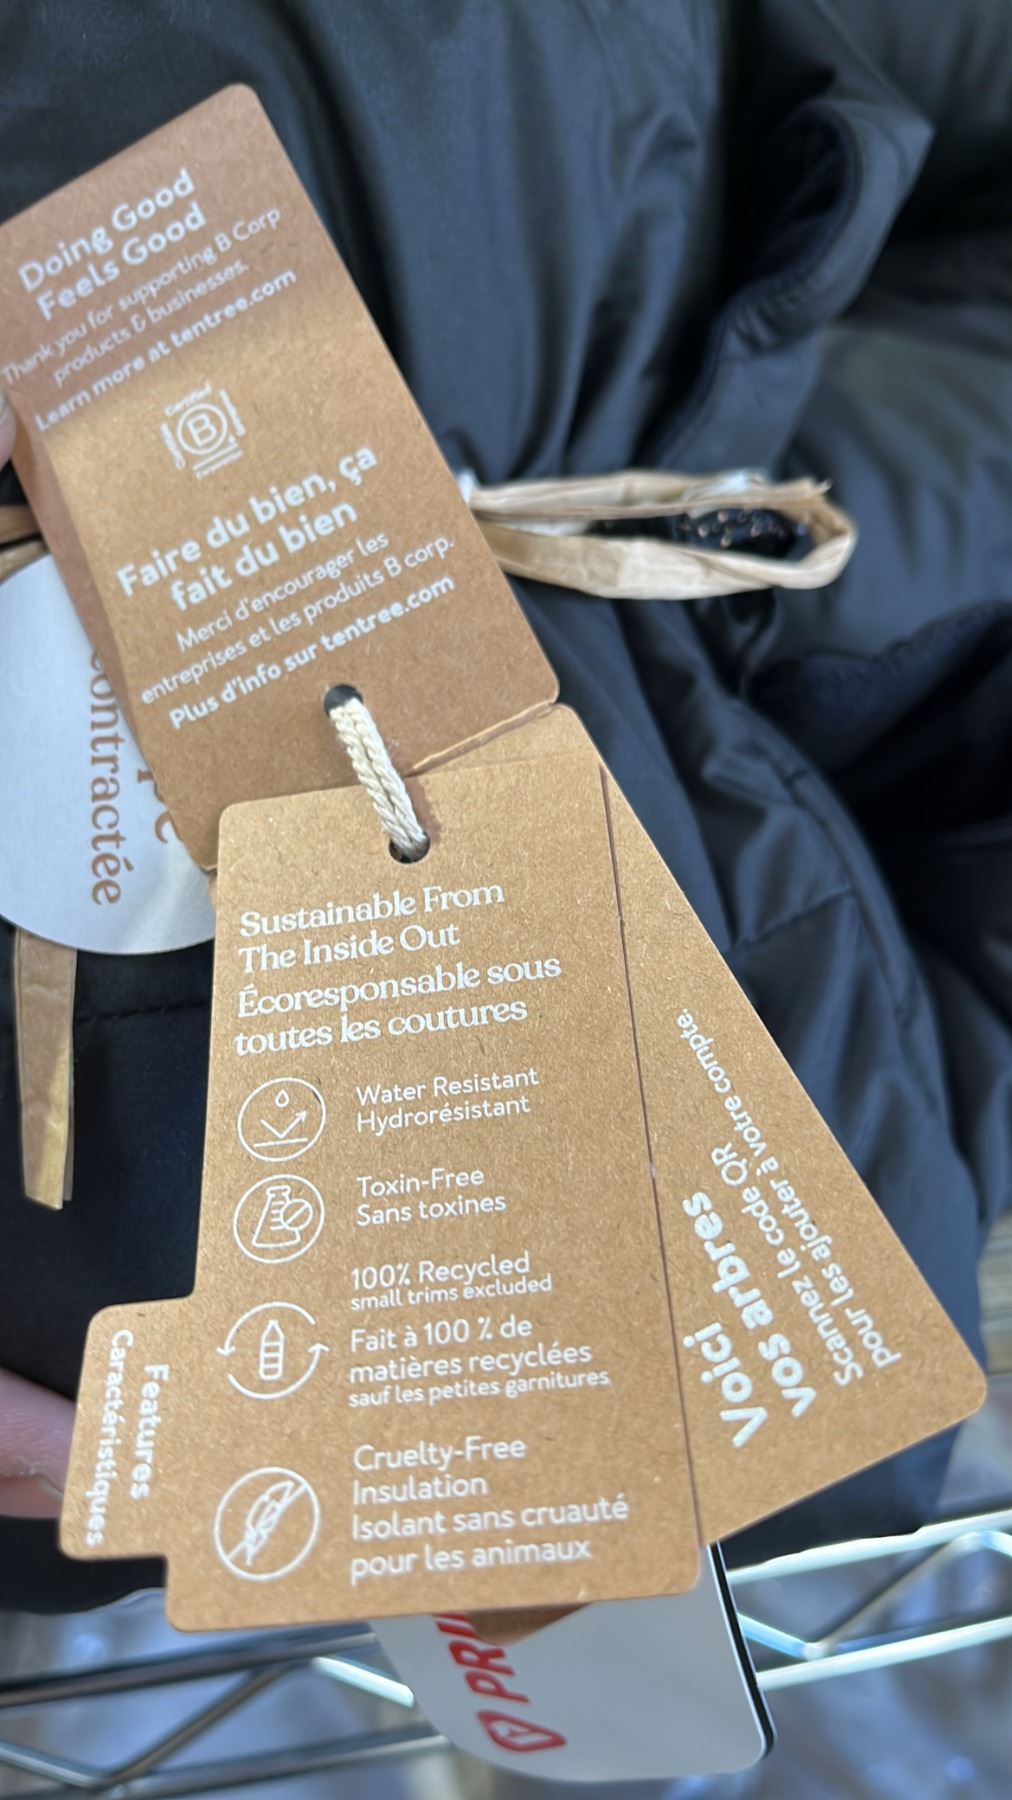 Doing Good
Feels Good
Thank you for supporting B Corp
products & businesses.
Learn more at tentree.com
Certified
B
Faire du bien, ça
fait du bien
Merci d'encourager les
entreprises et les produits B corp.
Plus d'info sur tentree.com
contractée
Sustainable From
The Inside Out
Écoresponsable sous
toutes les coutures
Water Resistant
Hydrorésistant
Toxin-Free
Sans toxines
100% Recycled
small trims excluded
Fait à 100 % de
matières recyclées
sauf les petites garnitures
Cruelty-Free
Insulation
Isolant sans cruauté
pour les animaux
Features
Caractéristiques
Voici
vos arbres
Scannez le code QR
pour les ajouter à votre compte.